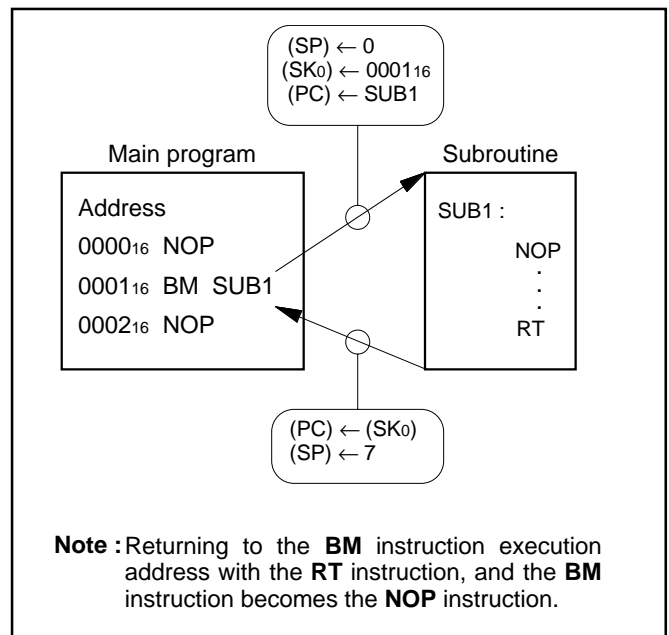 (SP) ← 0
(SK₀) ← 0001₁₆
(PC) ← SUB1
Main program
Subroutine
Address
0000₁₆ NOP
0001₁₆ BM SUB1
0002₁₆ NOP
SUB1 :
NOP
.
.
.
RT
(PC) ← (SK₀)
(SP) ← 7
Note : Returning to the BM instruction execution
address with the RT instruction, and the BM
instruction becomes the NOP instruction.